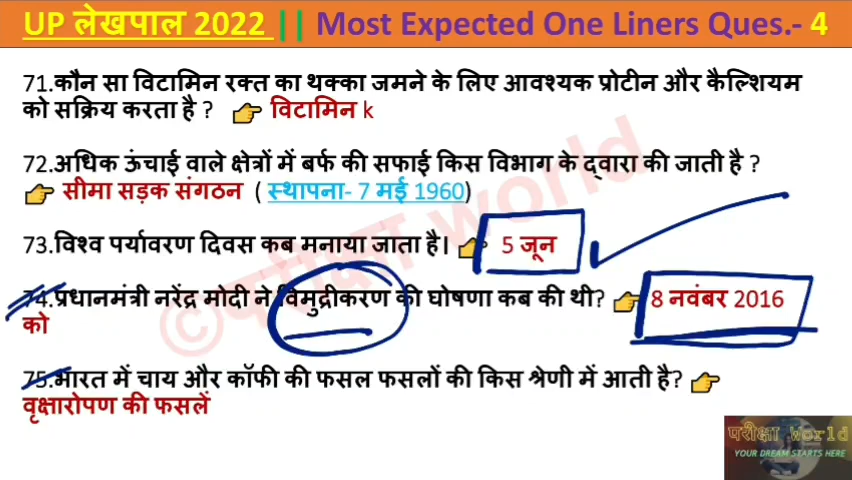 UP लेखपाल 2022 || Most Expected One Liners Ques.- 4
71.कौन सा विटामिन रक्त का थक्का जमने के लिए आवश्यक प्रोटीन और कैल्शियम
को सक्रिय करता है ? 👉 विटामिन k
72.अधिक ऊंचाई वाले क्षेत्रों में बर्फ की सफाई किस विभाग के द्वारा की जाती है ?
👉 सीमा सड़क संगठन ( स्थापना- 7 मई 1960)
73.विश्व पर्यावरण दिवस कब मनाया जाता है। 👉 5 जून
74.प्रधानमंत्री नरेंद्र मोदी ने विमुद्रीकरण की घोषणा कब की थी? 👉 8 नवंबर 2016
को
75.भारत में चाय और कॉफी की फसल फसलों की किस श्रेणी में आती है? 👉
वृक्षारोपण की फसलें
©परीक्षा world
परीक्षा World
YOUR DREAM STARTS HERE